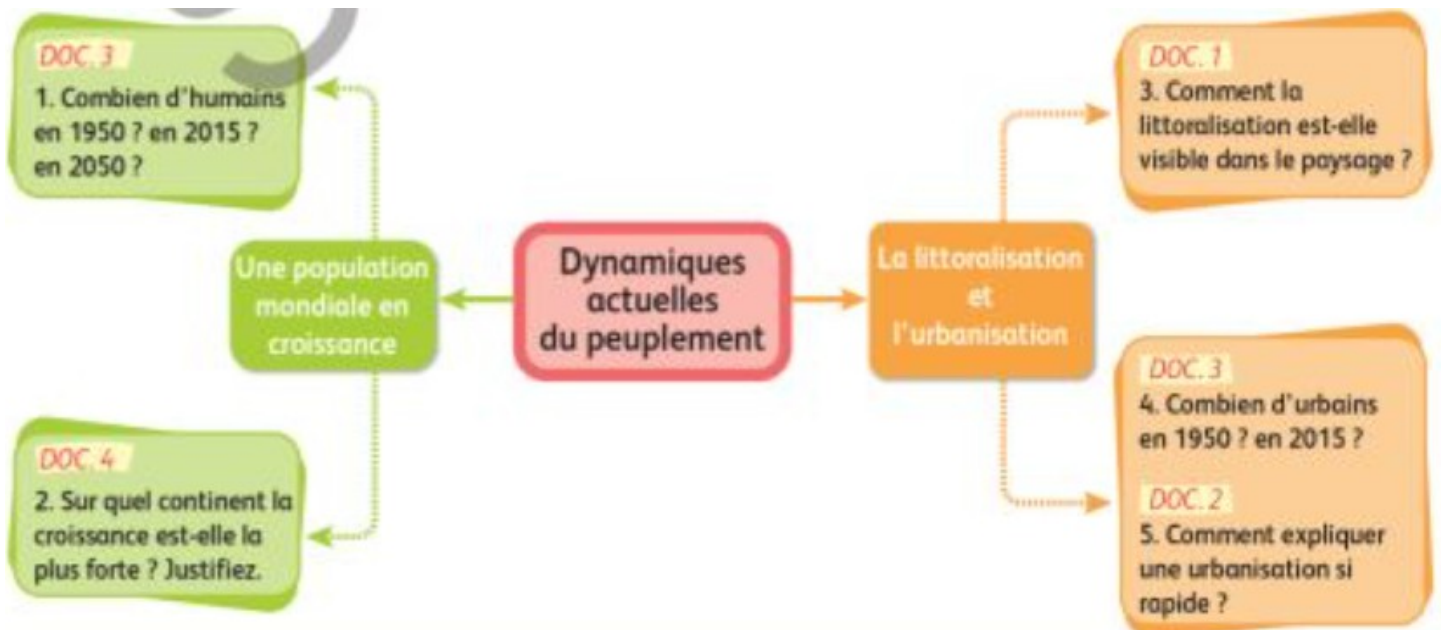 DOC. 3
1. Combien d'humains
en 1950 ? en 2015 ?
en 2050 ?
DOC. 4
2. Sur quel continent la
croissance est-elle la
plus forte ? Justifiez.
Une population
mondiale en
croissance
Dynamiques
actuelles
du peuplement
La littoralisation
et
l'urbanisation
DOC. 1
3. Comment la
littoralisation est-elle
visible dans le paysage ?
DOC. 3
4. Combien d'urbains
en 1950 ? en 2015 ?
DOC. 2
5. Comment expliquer
une urbanisation si
rapide ?